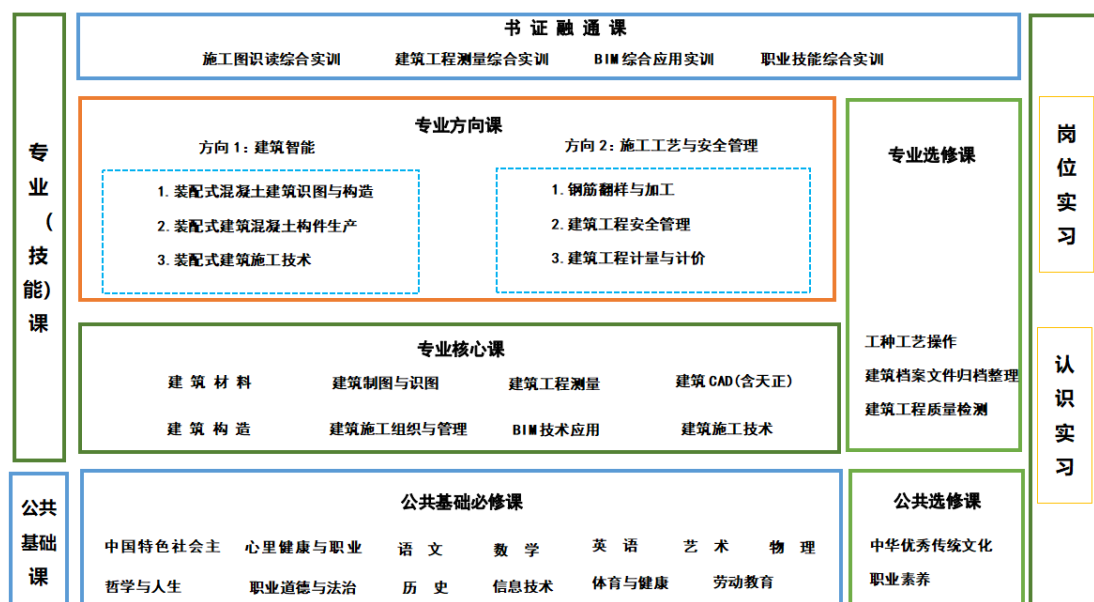 书证融通课
施工图识读综合实训 建筑工程测量综合实训 BIM综合应用实训 职业技能综合实训
专业（技能）课
专业方向课
方向1：建筑智能
1.装配式混凝土建筑识图与构造
2.装配式建筑混凝土构件生产
3.装配式建筑施工技术
方向2：施工工艺与安全管理
1.钢筋翻样与加工
2.建筑工程安全管理
3.建筑工程计量与计价
专业选修课
工种工艺操作
建筑档案文件归档整理
建筑工程质量检测
专业核心课
建筑材料 建筑制图与识图 建筑工程测量 建筑CAD(含天正)
建筑构造 建筑施工组织与管理 BIM技术应用 建筑施工技术
岗位实习
认识实习
公共
基础
课
公共基础必修课
中国特色社会主 心里健康与职业 语文 数学 英语 艺术 物理
哲学与人生 职业道德与法治 历史 信息技术 体育与健康 劳动教育
公共选修课
中华优秀传统文化
职业素养